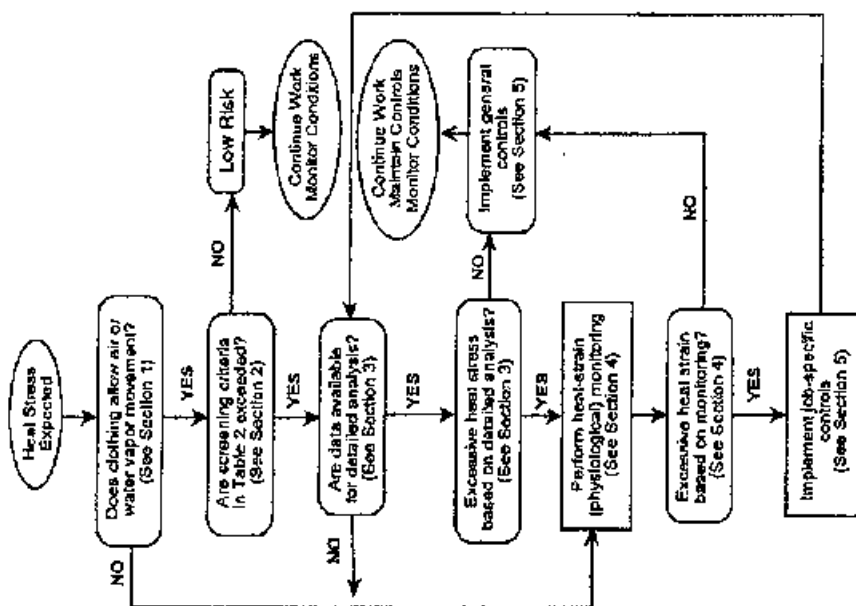 Heat Stress
Expected
Does clothing allow air or
water vapor movement?
(See Section 1)
NO
YES
Are screening criteria
in Table 2 exceeded?
(See Section 2)
NO
Low Risk
Continue Work
Monitor Conditions
YES
Are data available
for detailed analysis?
(See Section 3)
NO
YES
Excessive heat stress
based on detailed analysis?
(See Section 3)
NO
Implement general
controls
(See Section 5)
Continue Work
Maintain Controls
Monitor Conditions
YES
Perform heat-strain
(physiological) monitoring
(See Section 4)
Excessive heat strain
based on monitoring?
(See Section 4)
NO
YES
Implement job-specific
controls
(See Section 5)